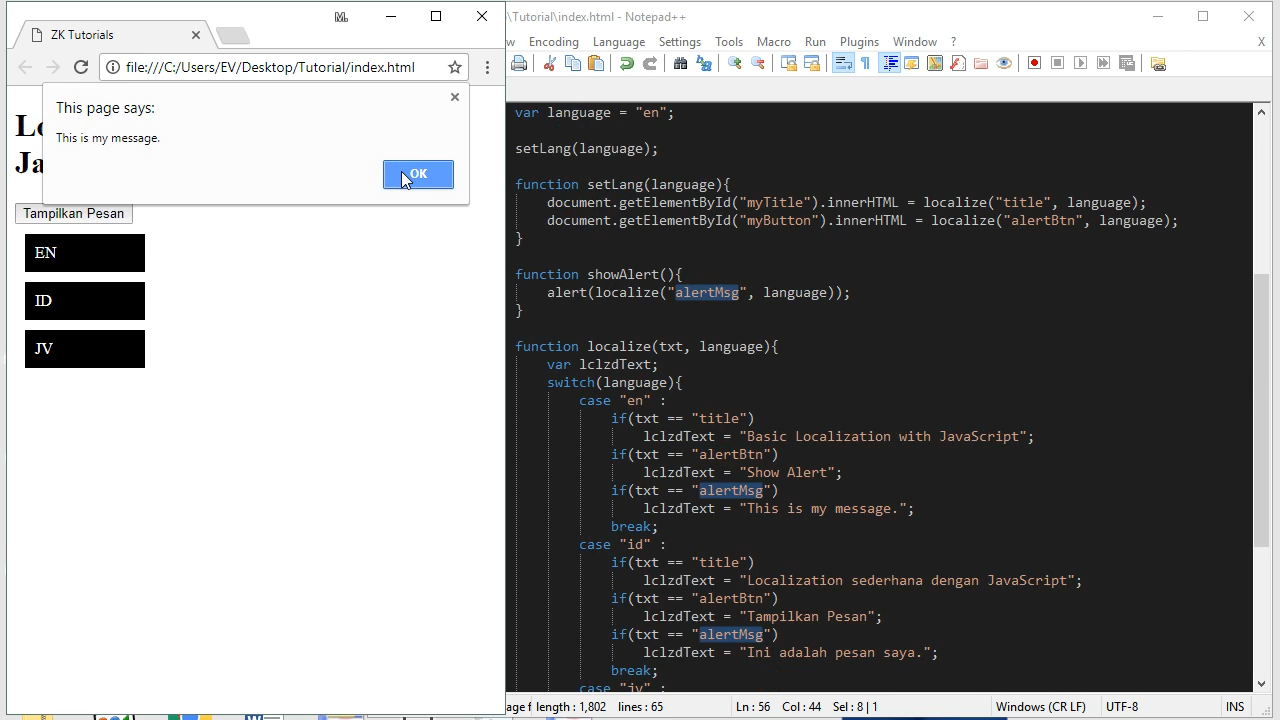 ZK Tutorials
file:///C:/Users/EV/Desktop/Tutorial/index.html
This page says:
This is my message.
OK
Lo
Ja
Tampilkan Pesan
EN
ID
JV
\Tutorial\index.html - Notepad++
w Encoding Language Settings Tools Macro Run Plugins Window ? X
var language = "en";
setLang(language);
function setLang(language){
document.getElementById("myTitle").innerHTML = localize("title", language);
document.getElementById("myButton").innerHTML = localize("alertBtn", language);
}
function showAlert(){
alert(localize("alertMsg", language));
}
function localize(txt, language){
var lclzdText;
switch(language){
case "en" :
if(txt == "title")
lclzdText = "Basic Localization with JavaScript";
if(txt == "alertBtn")
lclzdText = "Show Alert";
if(txt == "alertMsg")
lclzdText = "This is my message.";
break;
case "id" :
if(txt == "title")
lclzdText = "Localization sederhana dengan JavaScript";
if(txt == "alertBtn")
lclzdText = "Tampilkan Pesan";
if(txt == "alertMsg")
lclzdText = "Ini adalah pesan saya.";
break;
case "jv" :
age f length : 1,802 lines : 65 Ln : 56 Col : 44 Sel : 8 | 1 Windows (CR LF) UTF-8 INS